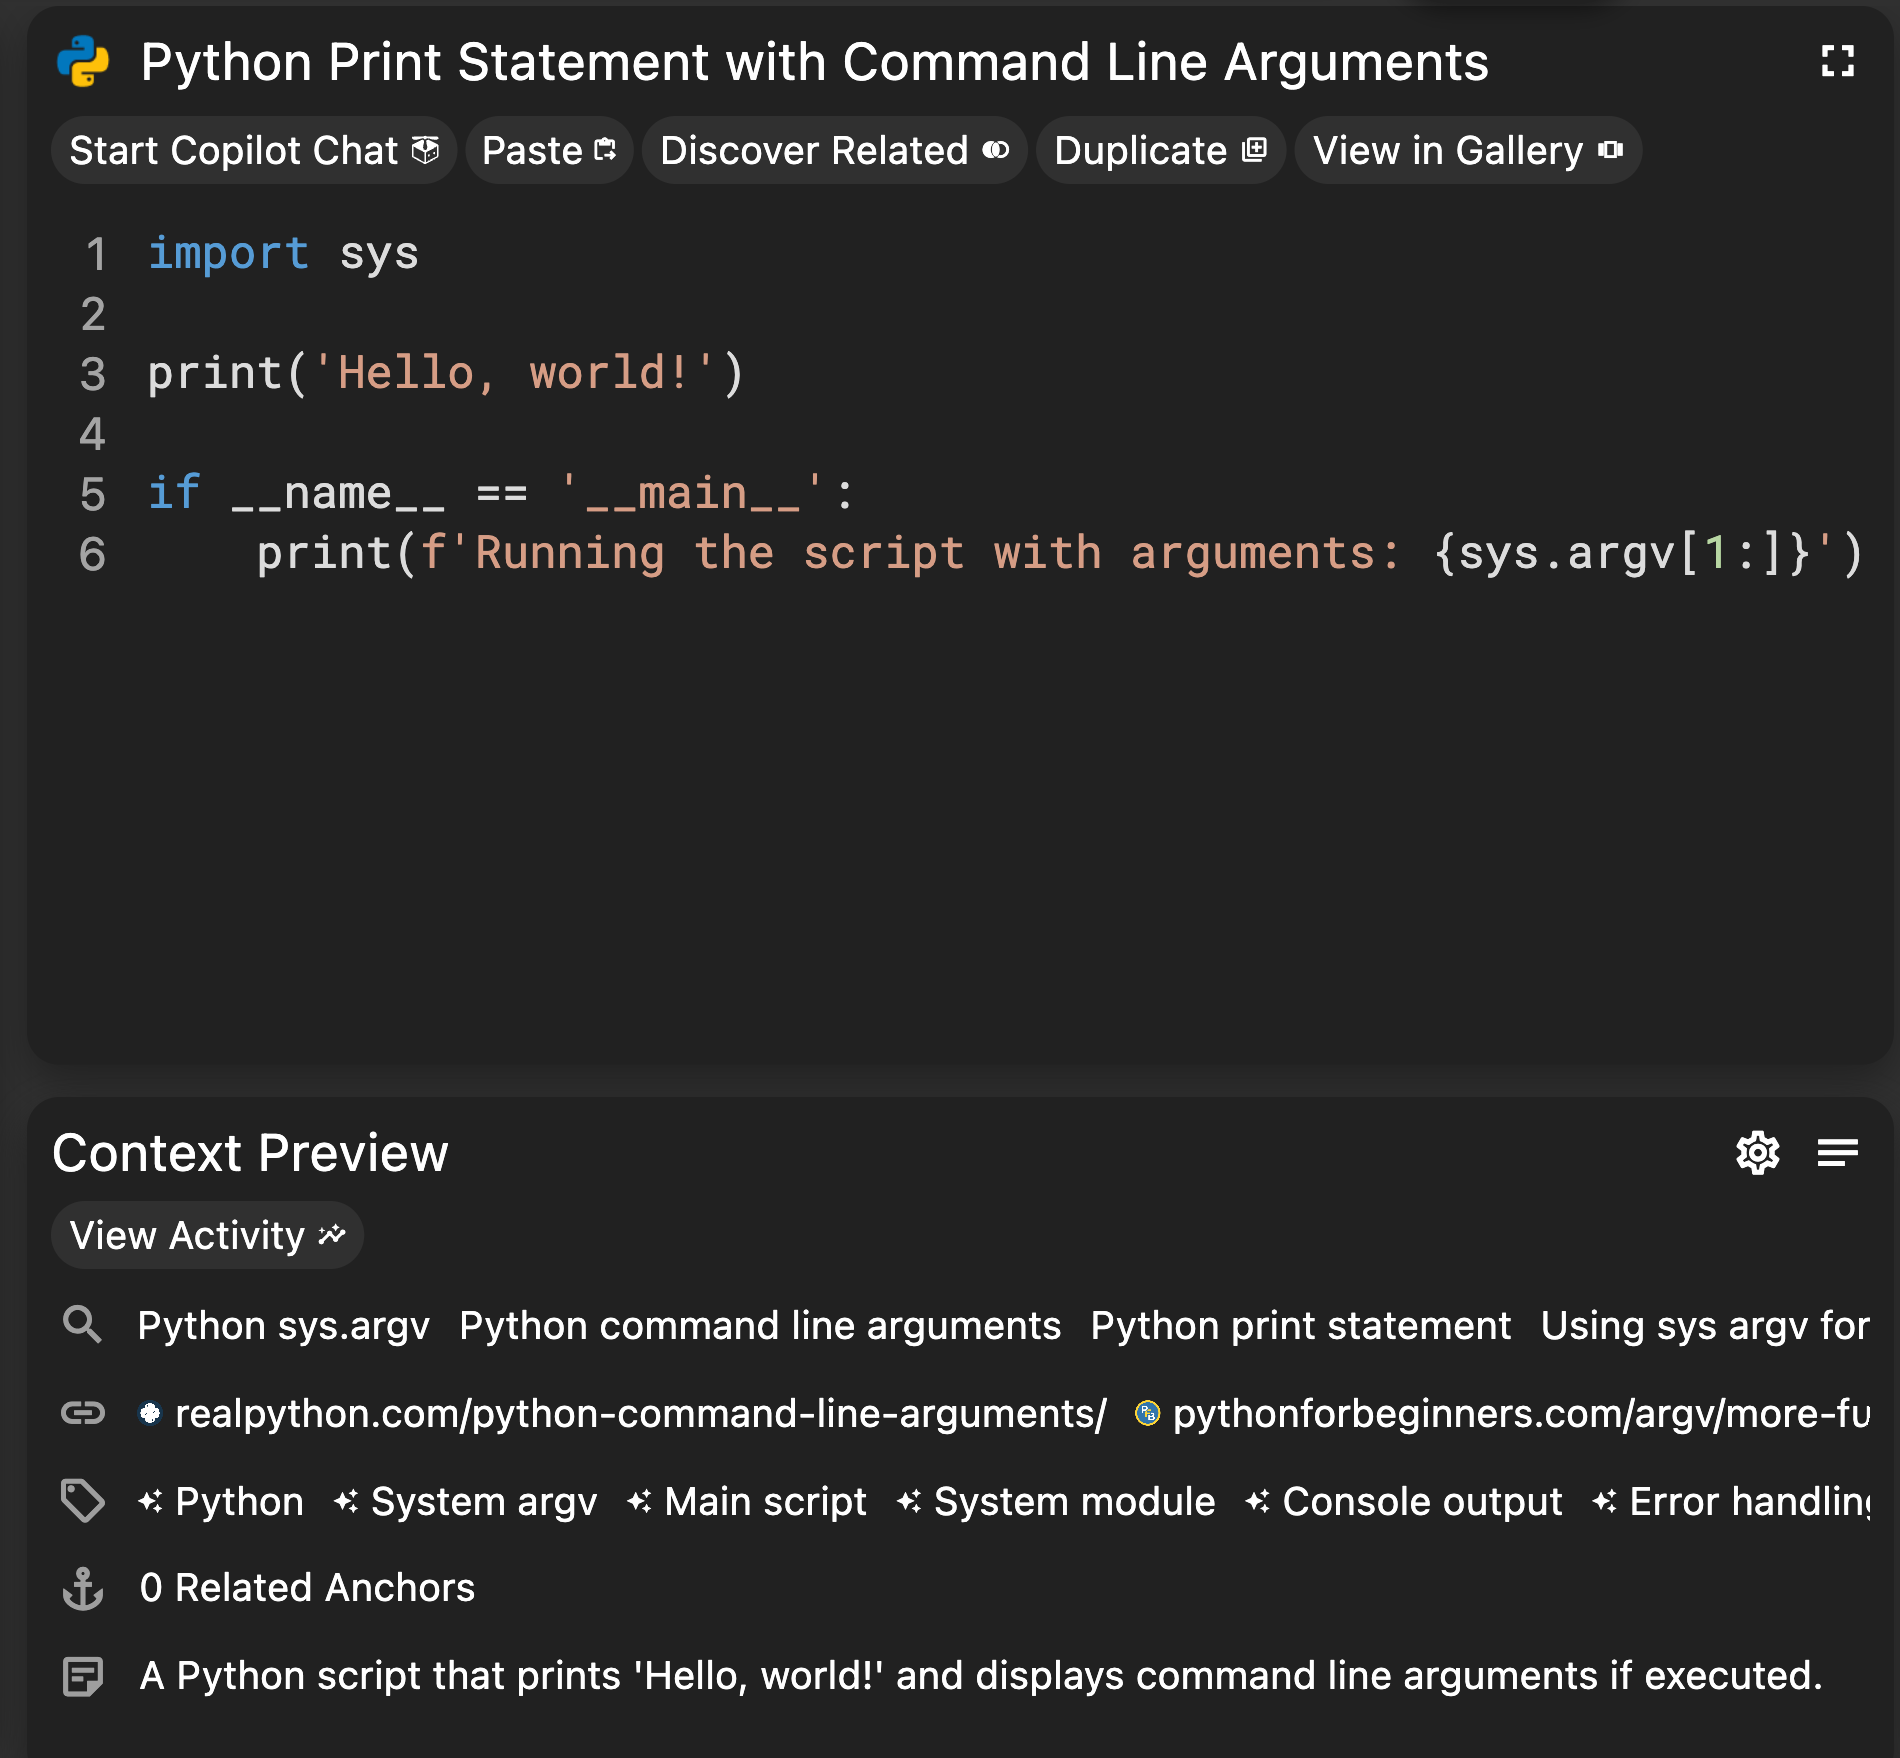 Python Print Statement with Command Line Arguments
Start Copilot Chat Paste Discover Related Duplicate View in Gallery
1 import sys
2
3 print('Hello, world!')
4
5 if __name__ == '__main__':
6     print(f'Running the script with arguments: {sys.argv[1:]}')
Context Preview
View Activity
Python sys.argv Python command line arguments Python print statement Using sys argv for
realpython.com/python-command-line-arguments/ pythonforbeginners.com/argv/more-fu
Python System argv Main script System module Console output Error handling
0 Related Anchors
A Python script that prints 'Hello, world!' and displays command line arguments if executed.